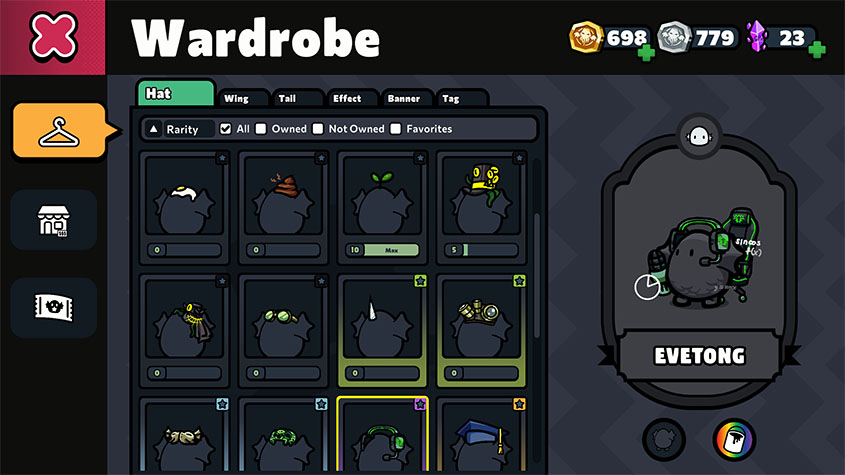 Wardrobe
698
779
23
Hat
Wing
Tail
Effect
Banner
Tag
Rarity
All
Owned
Not Owned
Favorites
0
0
10
Max
5
0
0
0
0
sincos
EVETONG